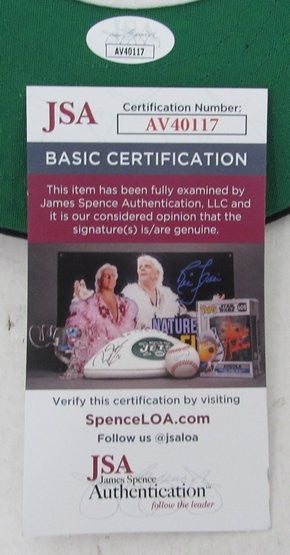 AV40117
JSA
Certification Number:
AV40117
BASIC CERTIFICATION
This item has been fully examined by
James Spence Authentication, LLC and
it is our considered opinion that the
signature(s) is/are genuine.
NATURE
JETS
Verify this certification by visiting
SpenceLOA.com
Follow us @jsaloa
JSA
James Spence
Authentication™
follow the leader